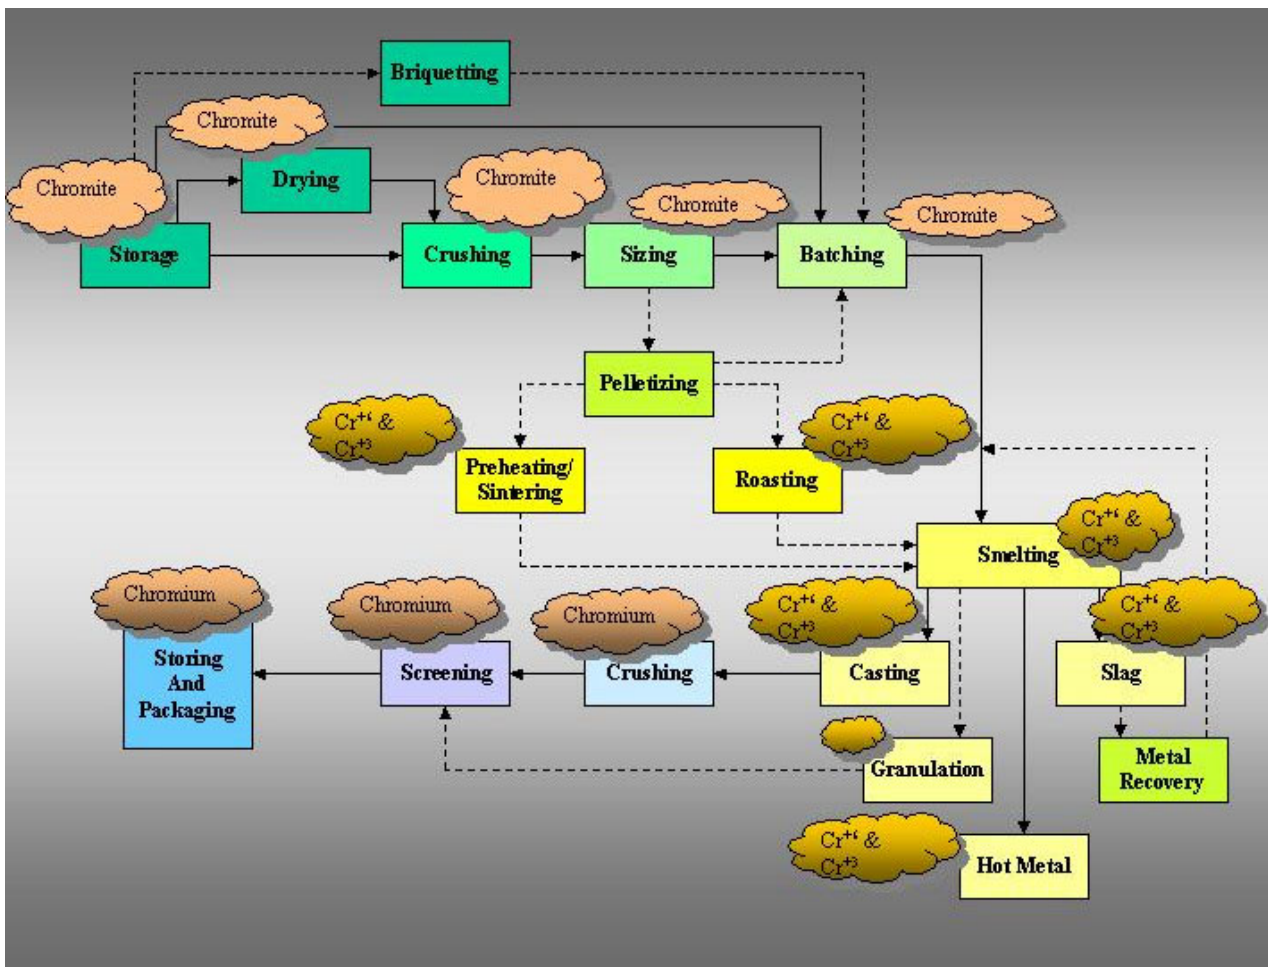 Briquetting
Chromite
Drying
Chromite
Chromite
Chromite
Chromite
Storage
Crushing
Sizing
Batching
Pelletizing
Cr+6 &
Cr+3
Cr+6 &
Cr+3
Preheating/
Sintering
Roasting
Cr+6 &
Cr+3
Smelting
Chromium
Chromium
Chromium
Cr+6 &
Cr+3
Cr+6 &
Cr+3
Storing
And
Packaging
Screening
Crushing
Casting
Slag
Granulation
Metal
Recovery
Cr+6 &
Cr+3
Hot Metal